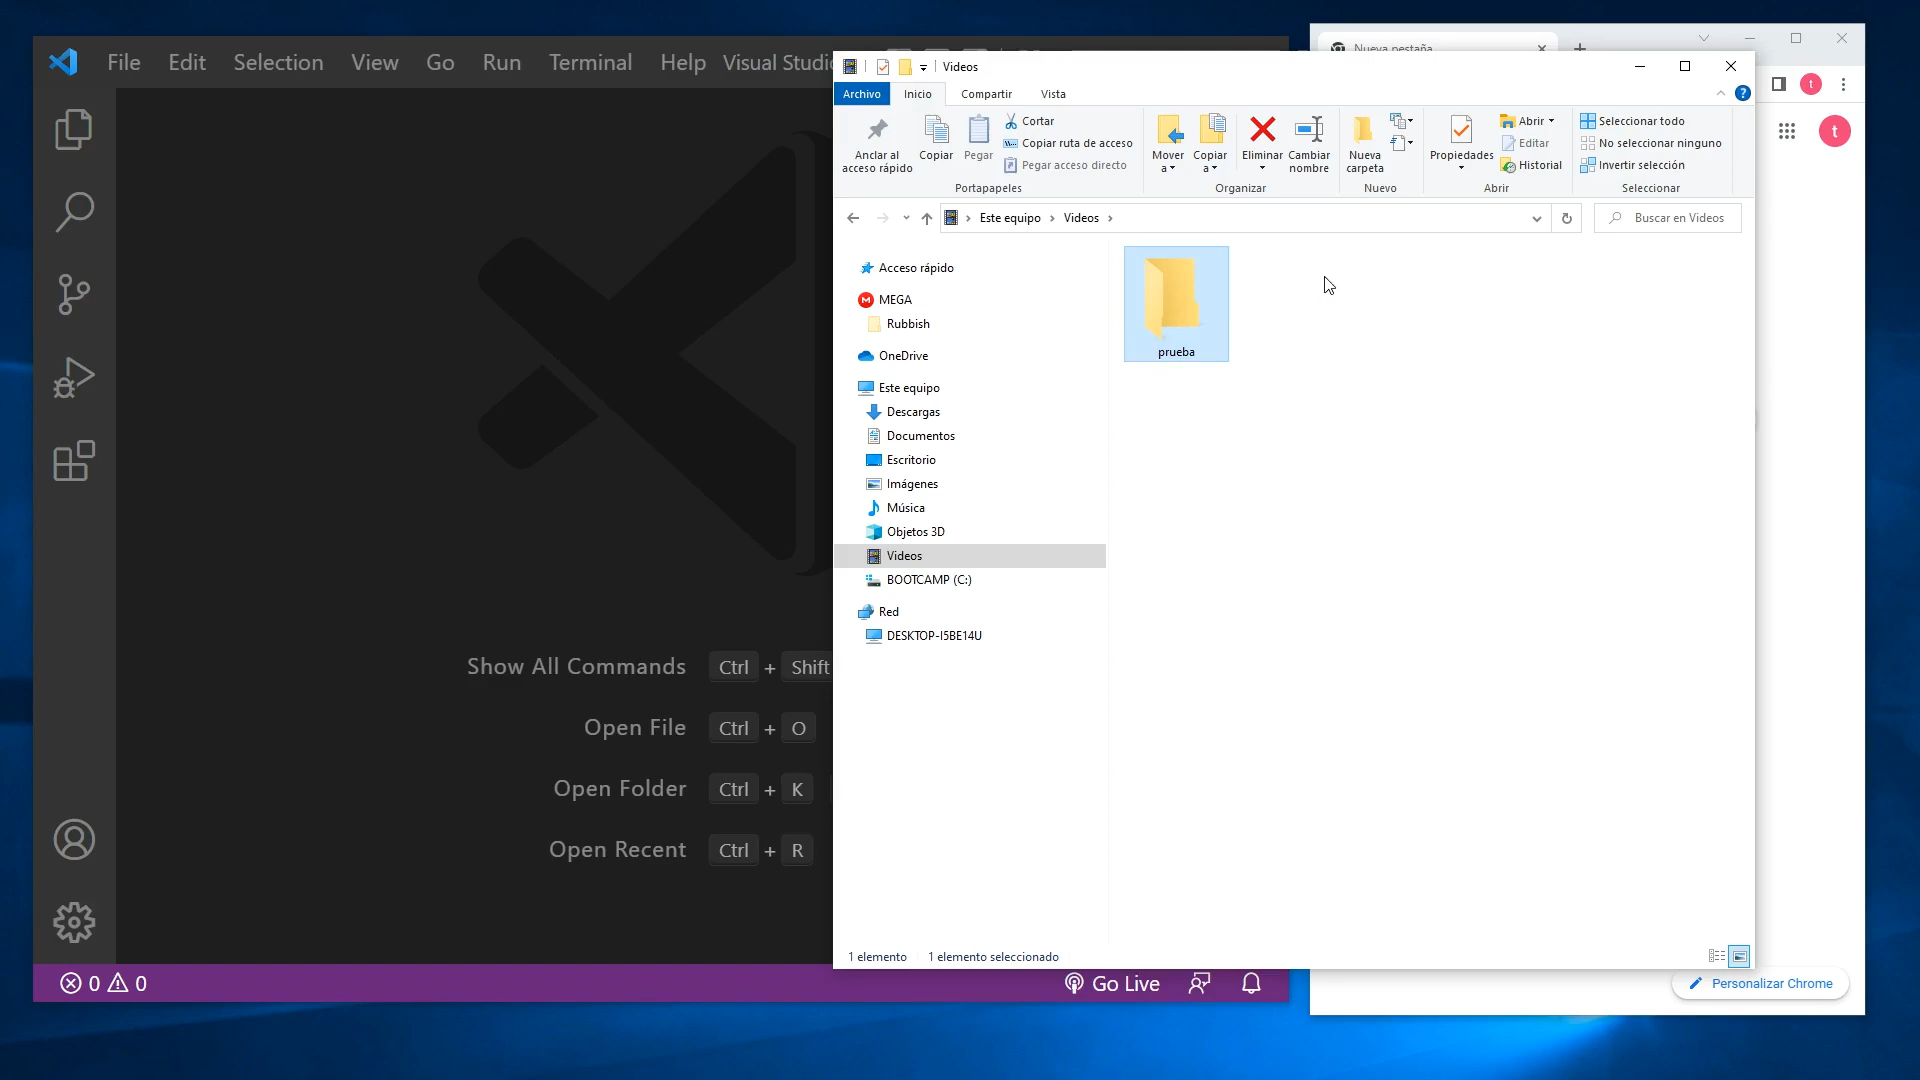 File Edit Selection View Go Run Terminal Help Visual Studio
Nueva pestaña
Videos
Archivo Inicio Compartir Vista
Anclar al acceso rápido
Copiar
Pegar
Cortar
Copiar ruta de acceso
Pegar acceso directo
Portapapeles
Mover a
Copiar a
Eliminar
Cambiar nombre
Organizar
Nueva carpeta
Nuevo
Propiedades
Abrir
Editar
Historial
Abrir
Seleccionar todo
No seleccionar ninguno
Invertir selección
Seleccionar
t
t
Este equipo > Videos >
Buscar en Videos
Acceso rápido
MEGA
Rubbish
OneDrive
Este equipo
Descargas
Documentos
Escritorio
Imágenes
Música
Objetos 3D
Videos
BOOTCAMP (C:)
Red
DESKTOP-I5BE14U
prueba
Show All Commands Ctrl + Shift
Open File Ctrl + O
Open Folder Ctrl + K
Open Recent Ctrl + R
1 elemento 1 elemento seleccionado
0 0
Go Live
Personalizar Chrome